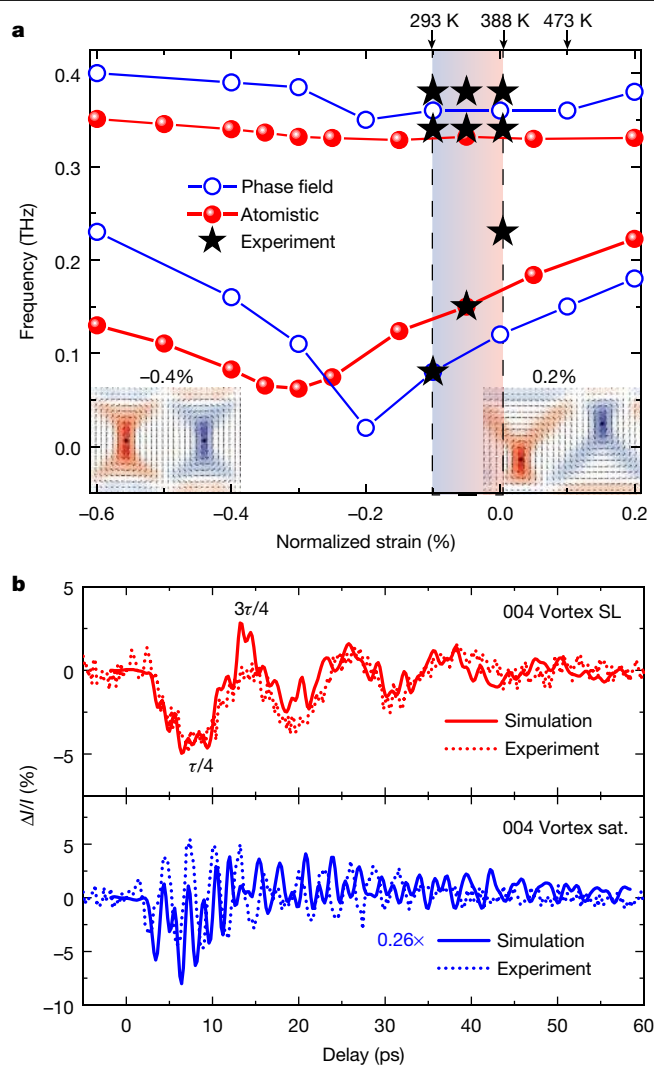 a
293 K 388 K 473 K
0.4
0.3
0.2
0.1
0.0
Frequency (THz)
Phase field
Atomistic
Experiment
−0.4%
0.2%
−0.6 −0.4 −0.2 0.0 0.2
Normalized strain (%)
b
5
0
−5
004 Vortex SL
3τ/4
τ/4
Simulation
Experiment
ΔI/I (%)
5
0
−5
−10
004 Vortex sat.
0.26×
Simulation
Experiment
0 10 20 30 40 50 60
Delay (ps)